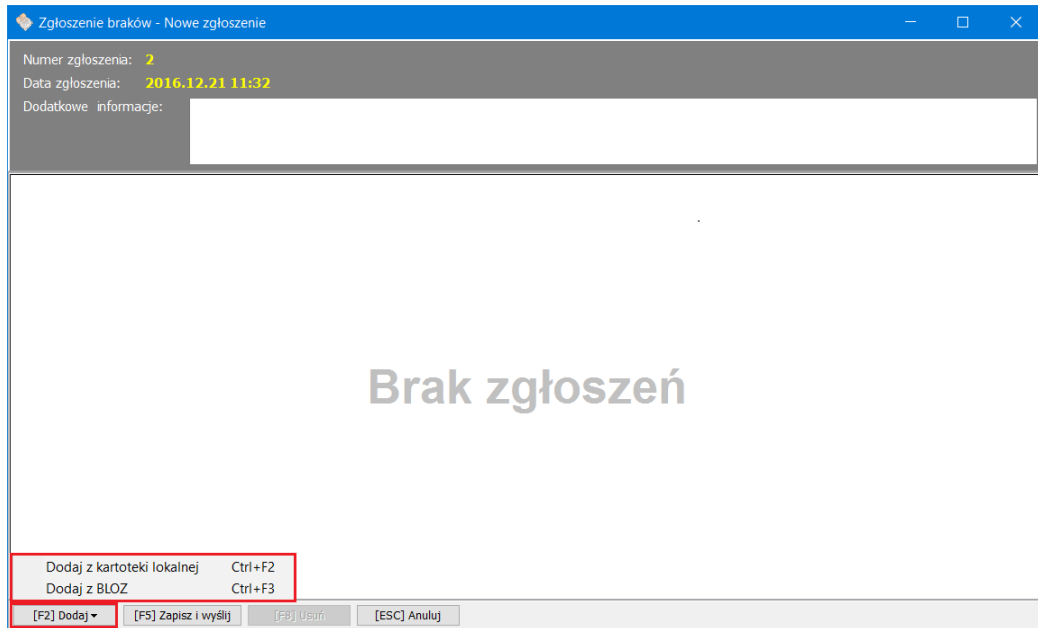 Zgłoszenie braków - Nowe zgłoszenie
Numer zgłoszenia: 2
Data zgłoszenia: 2016.12.21 11:32
Dodatkowe informacje:
Brak zgłoszeń
Dodaj z kartoteki lokalnej Ctrl+F2
Dodaj z BLOZ Ctrl+F3
[F2] Dodaj [F5] Zapisz i wyślij [F8] Usuń [ESC] Anuluj